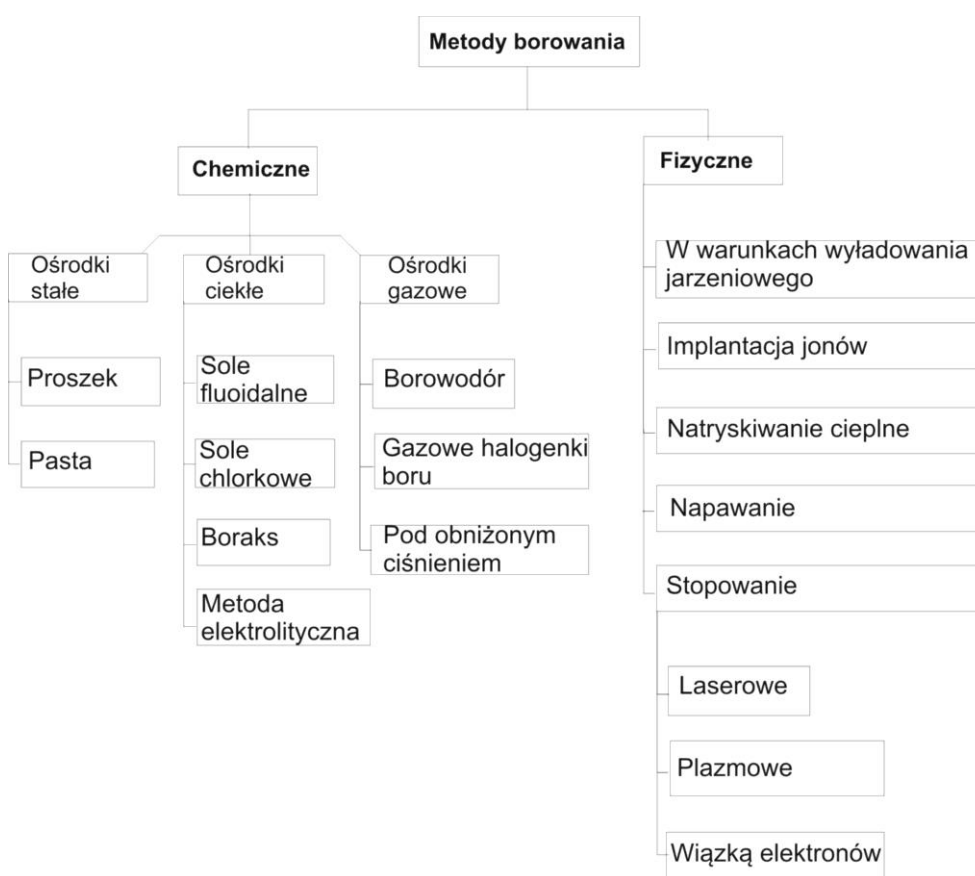 Metody borowania
Chemiczne
Fizyczne
Ośrodki
stałe
Proszek
Pasta
Ośrodki
ciekłe
Sole
fluoidalne
Sole
chlorkowe
Boraks
Metoda
elektrolityczna
Ośrodki
gazowe
Borowodór
Gazowe halogenki
boru
Pod obniżonym
ciśnieniem
W warunkach wyładowania
jarzeniowego
Implantacja jonów
Natryskiwanie cieplne
Napawanie
Stopowanie
Laserowe
Plazmowe
Wiązką elektronów